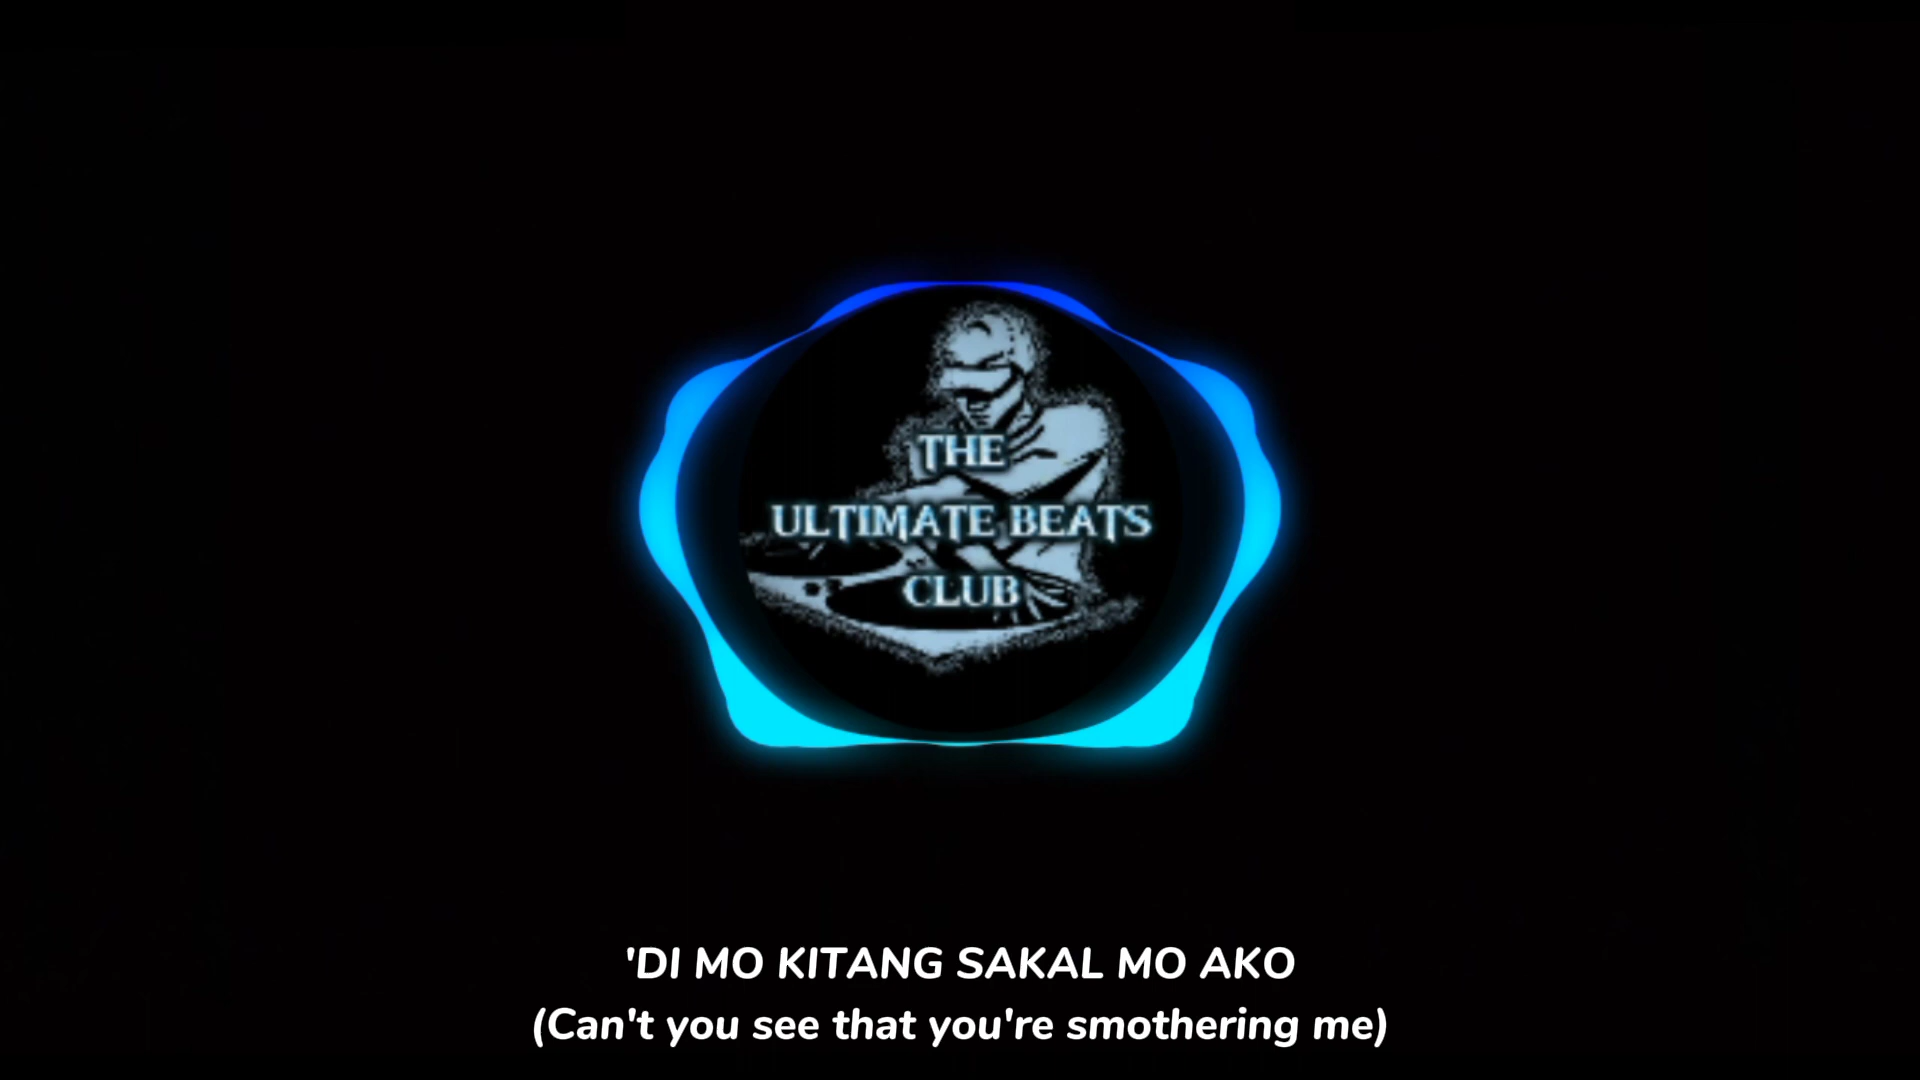 THE
ULTIMATE BEATS
CLUB
'DI MO KITANG SAKAL MO AKO
(Can't you see that you're smothering me)